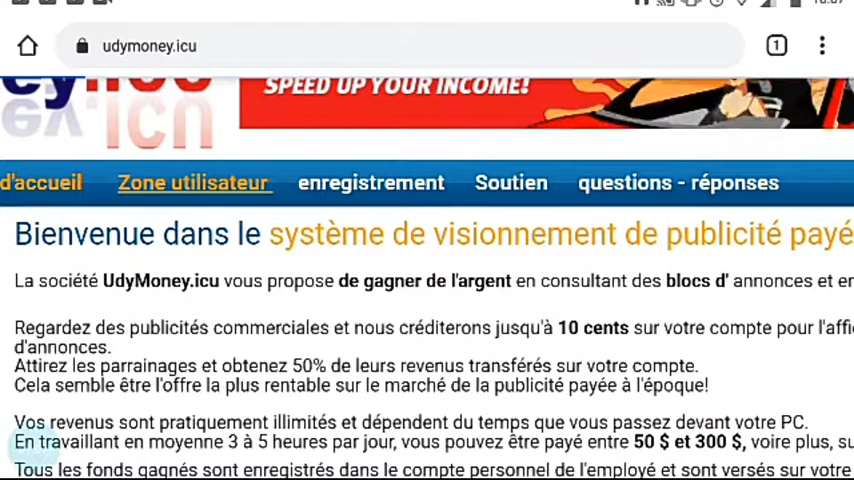 udymoney.icu
1
SPEED UP YOUR INCOME!
d'accueil Zone utilisateur enregistrement Soutien questions - réponses
Bienvenue dans le système de visionnement de publicité payé
La société UdyMoney.icu vous propose de gagner de l'argent en consultant des blocs d' annonces et en
Regardez des publicités commerciales et nous créditerons jusqu'à 10 cents sur votre compte pour l'affi
d'annonces.
Attirez les parrainages et obtenez 50% de leurs revenus transférés sur votre compte.
Cela semble être l'offre la plus rentable sur le marché de la publicité payée à l'époque!
Vos revenus sont pratiquement illimités et dépendent du temps que vous passez devant votre PC.
En travaillant en moyenne 3 à 5 heures par jour, vous pouvez être payé entre 50 $ et 300 $, voire plus, su
Tous les fonds gagnés sont enregistrés dans le compte personnel de l'employé et sont versés sur votre